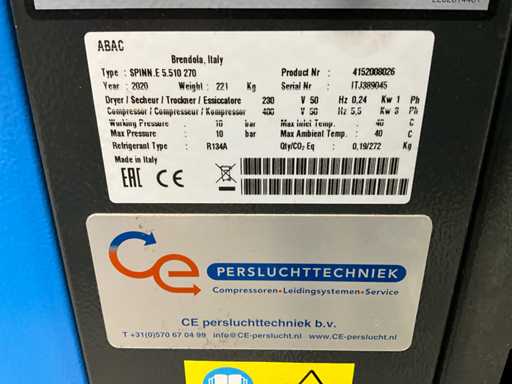 ABAC
Brendola, Italy
Type : SPINN.E 5.510 270 Product Nr : 4152008026
Year : 2020 Weight : 221 Kg Serial Nr : ITJ389045
Dryer / Secheur / Trockner / Essiccatore 230 V 50 Hz 0,24 Kw 1 Ph
Compressor / Compresseur / Kompressor 400 V 50 Hz 5,5 Kw 3 Ph
Working Pressure : 10 bar Max Inlet Temp. : 40 C
Max Pressure : 10 bar Max Ambient Temp. : 40 C
Refrigerant Type : R134A Qty/CO₂ Eq : 0,19/272 Kg
Made in Italy
EAC CE
ce PERSLUCHTTECHNIEK
Compressoren•Leidingsystemen•Service
CE persluchttechniek b.v.
T +31(0)570 67 04 99 info@CE-perslucht.nl www.CE-perslucht.nl